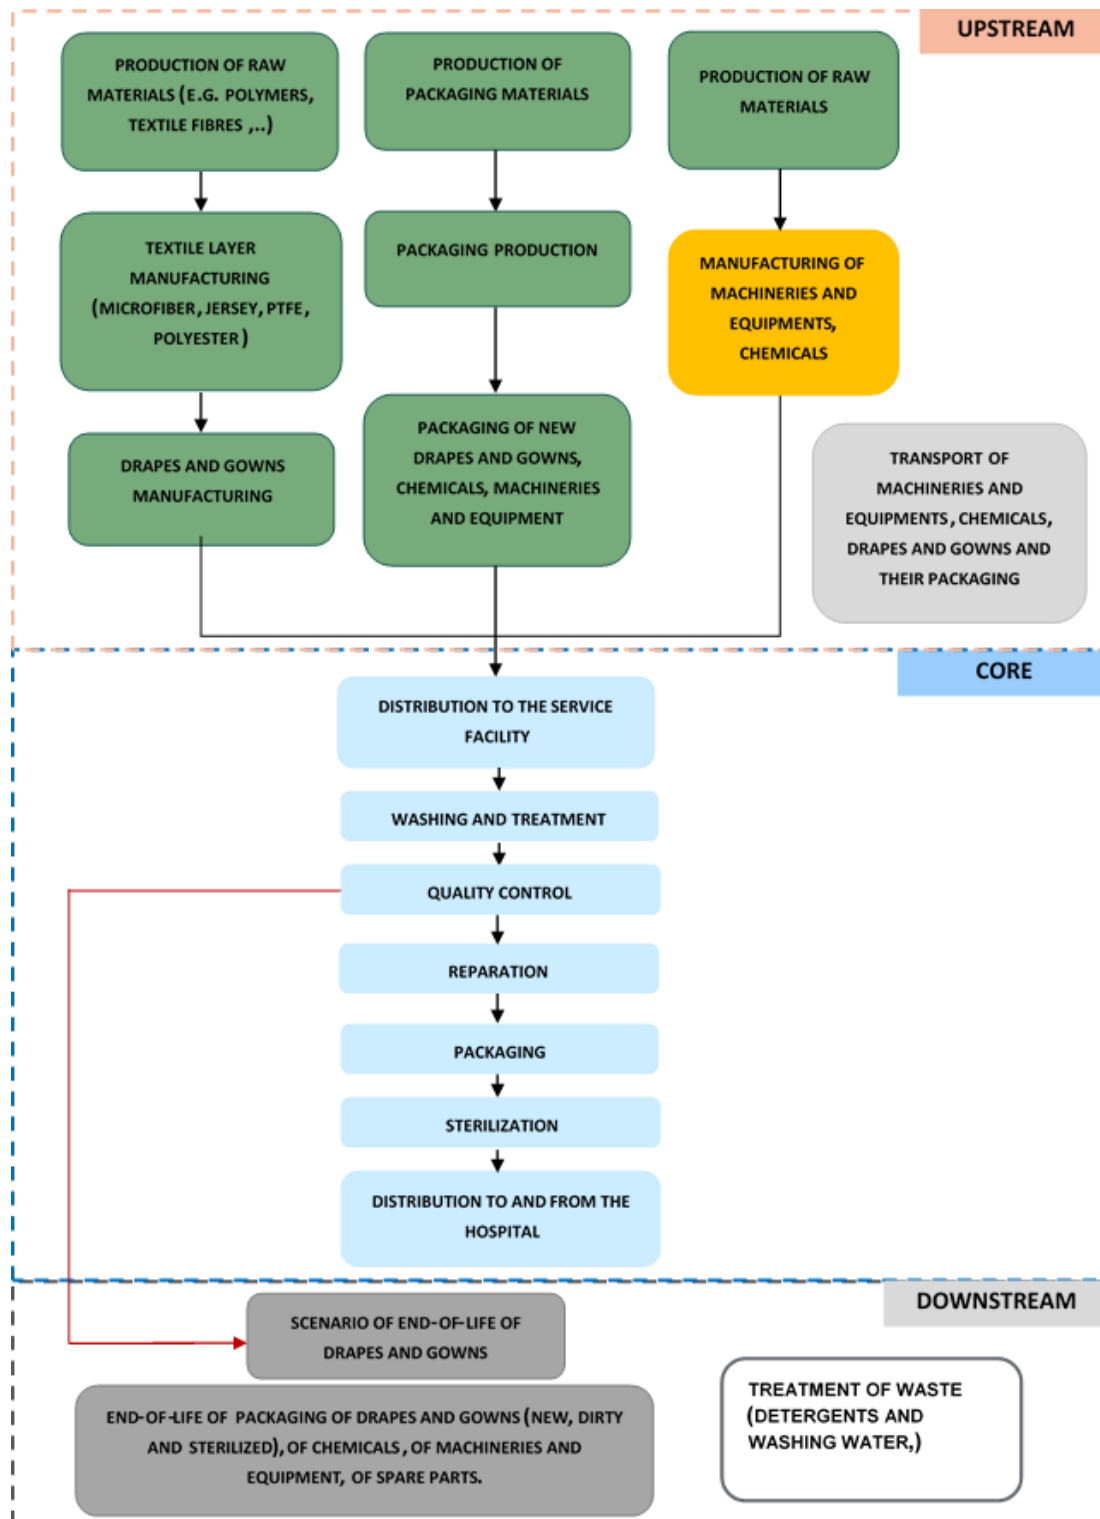 UPSTREAM
PRODUCTION OF RAW
MATERIALS (E.G. POLYMERS,
TEXTILE FIBRES ,..)
PRODUCTION OF
PACKAGING MATERIALS
PRODUCTION OF RAW
MATERIALS
TEXTILE LAYER
MANUFACTURING
(MICROFIBER, JERSEY, PTFE,
POLYESTER)
PACKAGING PRODUCTION
MANUFACTURING OF
MACHINERIES AND
EQUIPMENTS,
CHEMICALS
DRAPES AND GOWNS
MANUFACTURING
PACKAGING OF NEW
DRAPES AND GOWNS,
CHEMICALS, MACHINERIES
AND EQUIPMENT
TRANSPORT OF
MACHINERIES AND
EQUIPMENTS, CHEMICALS,
DRAPES AND GOWNS AND
THEIR PACKAGING
CORE
DISTRIBUTION TO THE SERVICE
FACILITY
WASHING AND TREATMENT
QUALITY CONTROL
REPARATION
PACKAGING
STERILIZATION
DISTRIBUTION TO AND FROM THE
HOSPITAL
DOWNSTREAM
SCENARIO OF END-OF-LIFE OF
DRAPES AND GOWNS
END-OF-LIFE OF PACKAGING OF DRAPES AND GOWNS (NEW, DIRTY
AND STERILIZED), OF CHEMICALS, OF MACHINERIES AND
EQUIPMENT, OF SPARE PARTS.
TREATMENT OF WASTE
(DETERGENTS AND
WASHING WATER,)